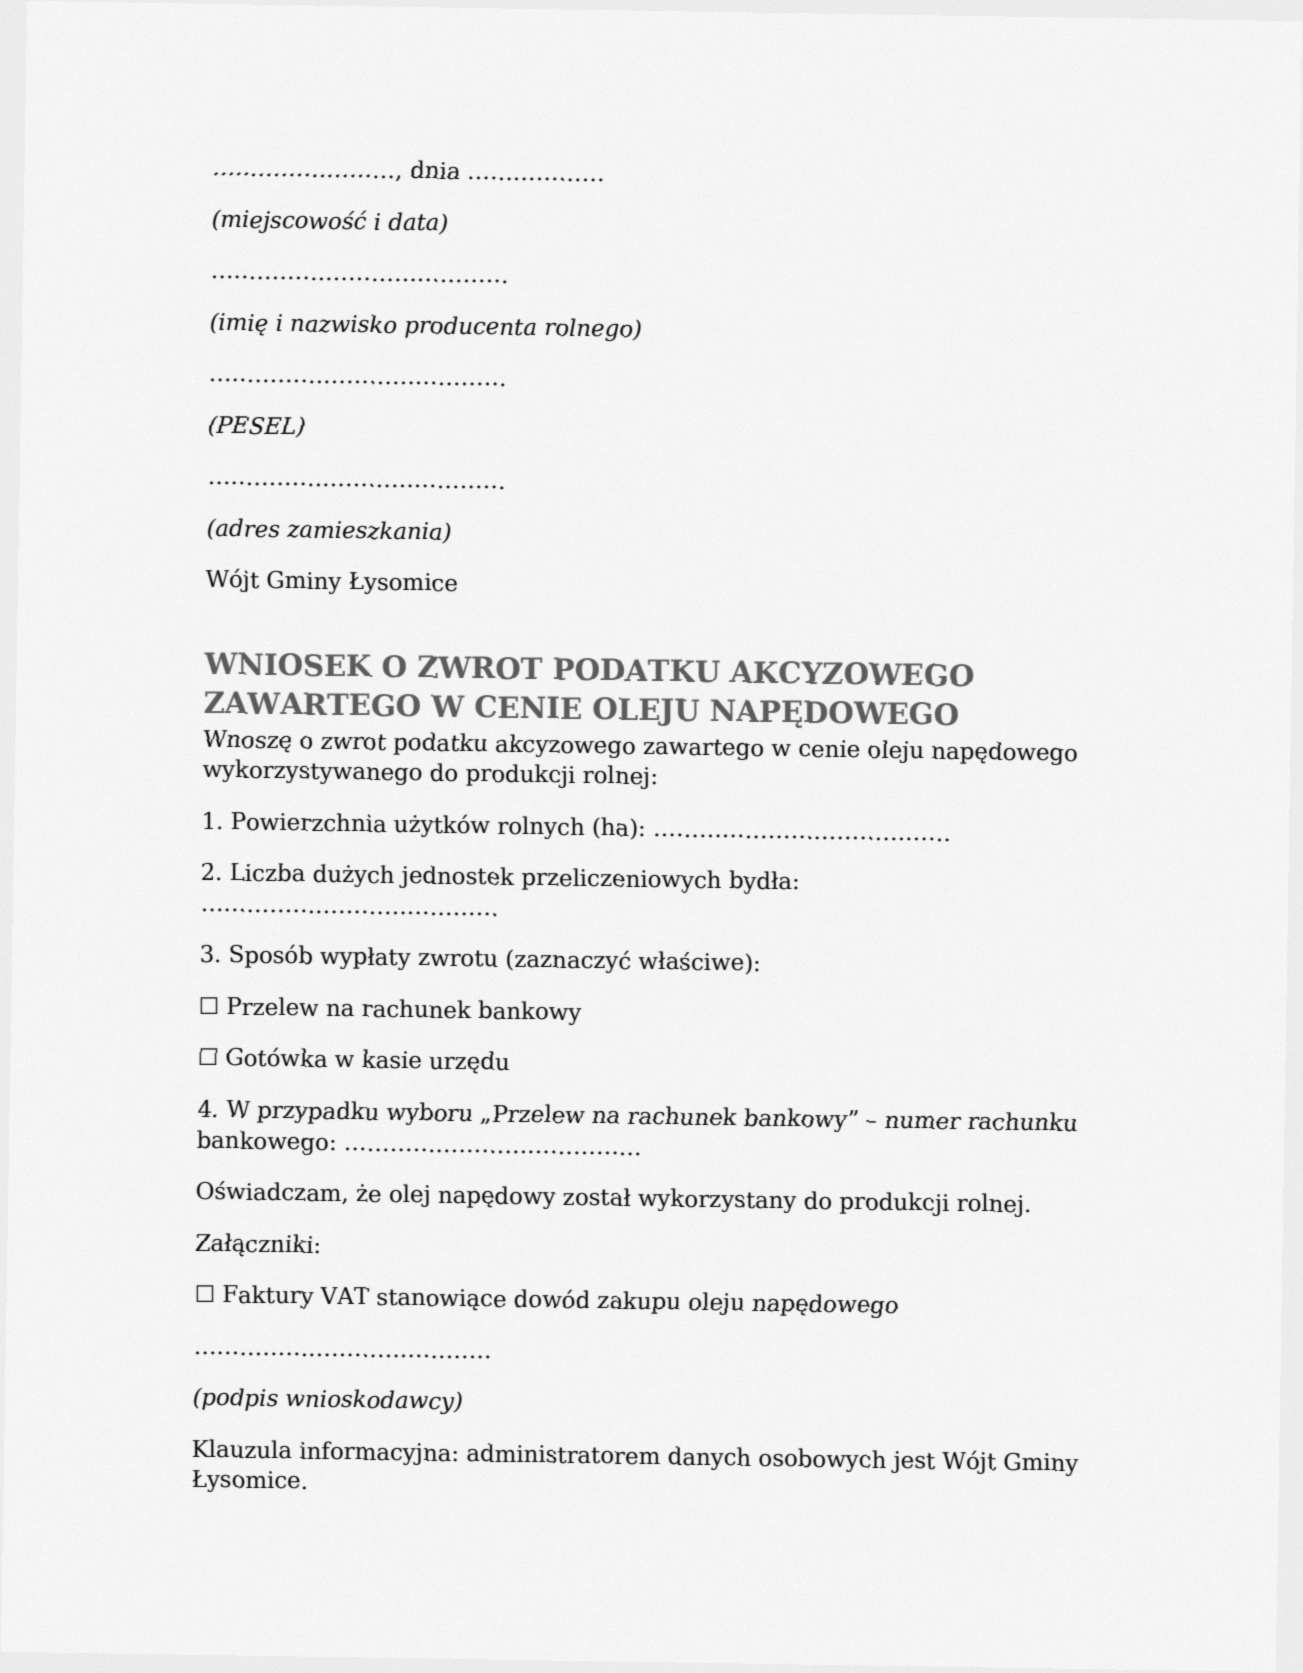 ........................, dnia ..................
(miejscowość i data)
.......................................
(imię i nazwisko producenta rolnego)
.......................................
(PESEL)
.......................................
(adres zamieszkania)
Wójt Gminy Łysomice
WNIOSEK O ZWROT PODATKU AKCYZOWEGO
ZAWARTEGO W CENIE OLEJU NAPĘDOWEGO
Wnoszę o zwrot podatku akcyzowego zawartego w cenie oleju napędowego
wykorzystywanego do produkcji rolnej:
1. Powierzchnia użytków rolnych (ha): .......................................
2. Liczba dużych jednostek przeliczeniowych bydła:
.......................................
3. Sposób wypłaty zwrotu (zaznaczyć właściwe):
☐ Przelew na rachunek bankowy
☐ Gotówka w kasie urzędu
4. W przypadku wyboru „Przelew na rachunek bankowy” – numer rachunku
bankowego: .......................................
Oświadczam, że olej napędowy został wykorzystany do produkcji rolnej.
Załączniki:
☐ Faktury VAT stanowiące dowód zakupu oleju napędowego
.......................................
(podpis wnioskodawcy)
Klauzula informacyjna: administratorem danych osobowych jest Wójt Gminy
Łysomice.